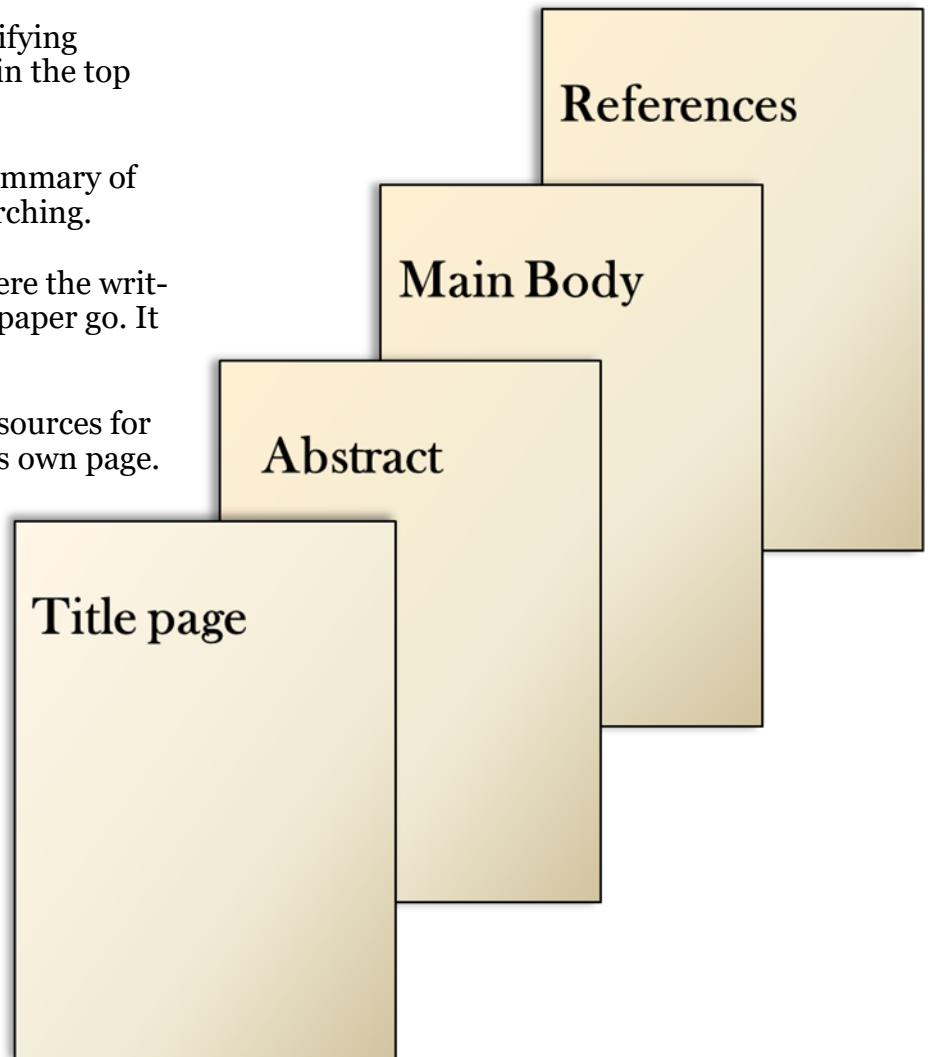 ifying
in the top
mmary of
rching.
ere the writ-
paper go. It
sources for
s own page.
References
Main Body
Abstract
Title page